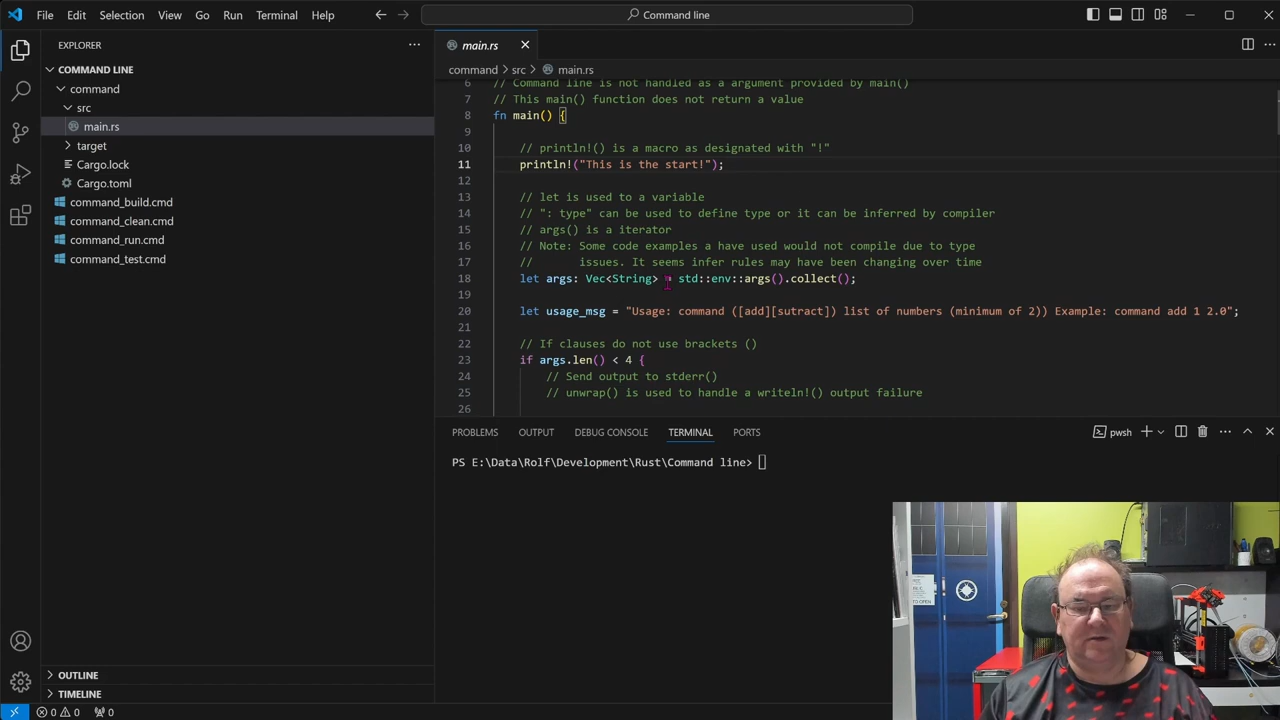 File Edit Selection View Go Run Terminal Help
Command line
EXPLORER
COMMAND LINE
command
src
main.rs
target
Cargo.lock
Cargo.toml
command_build.cmd
command_clean.cmd
command_run.cmd
command_test.cmd
OUTLINE
TIMELINE
main.rs
command > src > main.rs
6 // Command line is not handled as a argument provided by main()
7 // This main() function does not return a value
8 fn main() {
9
10 // println!() is a macro as designated with "!"
11 println!("This is the start!");
12
13 // let is used to a variable
14 // ": type" can be used to define type or it can be inferred by compiler
15 // args() is a iterator
16 // Note: Some code examples a have used would not compile due to type
17 // issues. It seems infer rules may have been changing over time
18 let args: Vec<String> = std::env::args().collect();
19
20 let usage_msg = "Usage: command ([add][sutract]) list of numbers (minimum of 2)) Example: command add 1 2.0";
21
22 // If clauses do not use brackets ()
23 if args.len() < 4 {
24 // Send output to stderr()
25 // unwrap() is used to handle a writeln!() output failure
26
PROBLEMS OUTPUT DEBUG CONSOLE TERMINAL PORTS
pwsh
PS E:\Data\Rolf\Development\Rust\Command line>
0 0 0